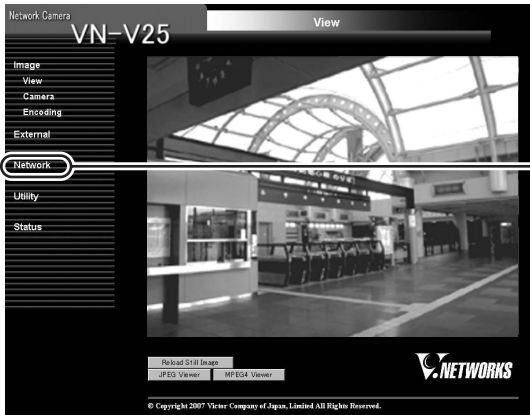 Network Camera
VN-V25
View
Image
View
Camera
Encoding
External
Network
Utility
Status
Reload Still Image
JPEG Viewer
MPEG4 Viewer
V.NETWORKS
© Copyright 2007 Victor Company of Japan, Limited All Rights Reserved.